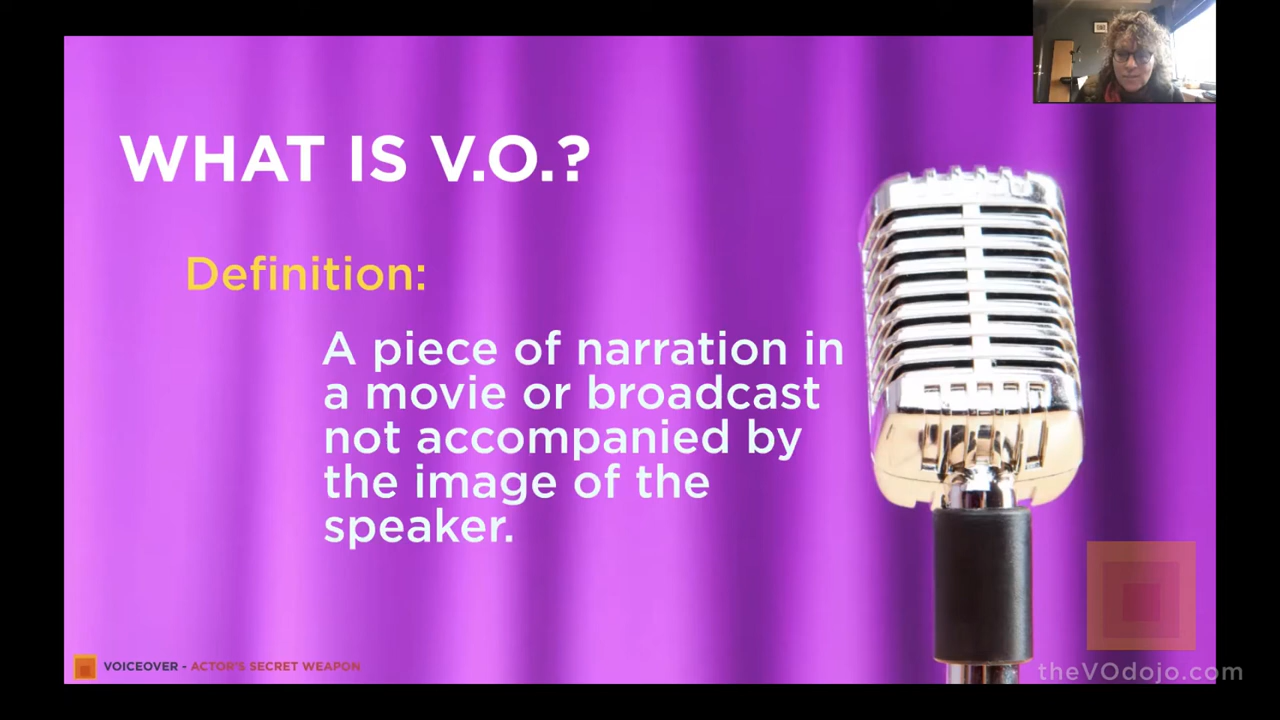 WHAT IS V.O.?
Definition:
A piece of narration in
a movie or broadcast
not accompanied by
the image of the
speaker.
VOICEOVER - ACTOR'S SECRET WEAPON
theVOdojo.com